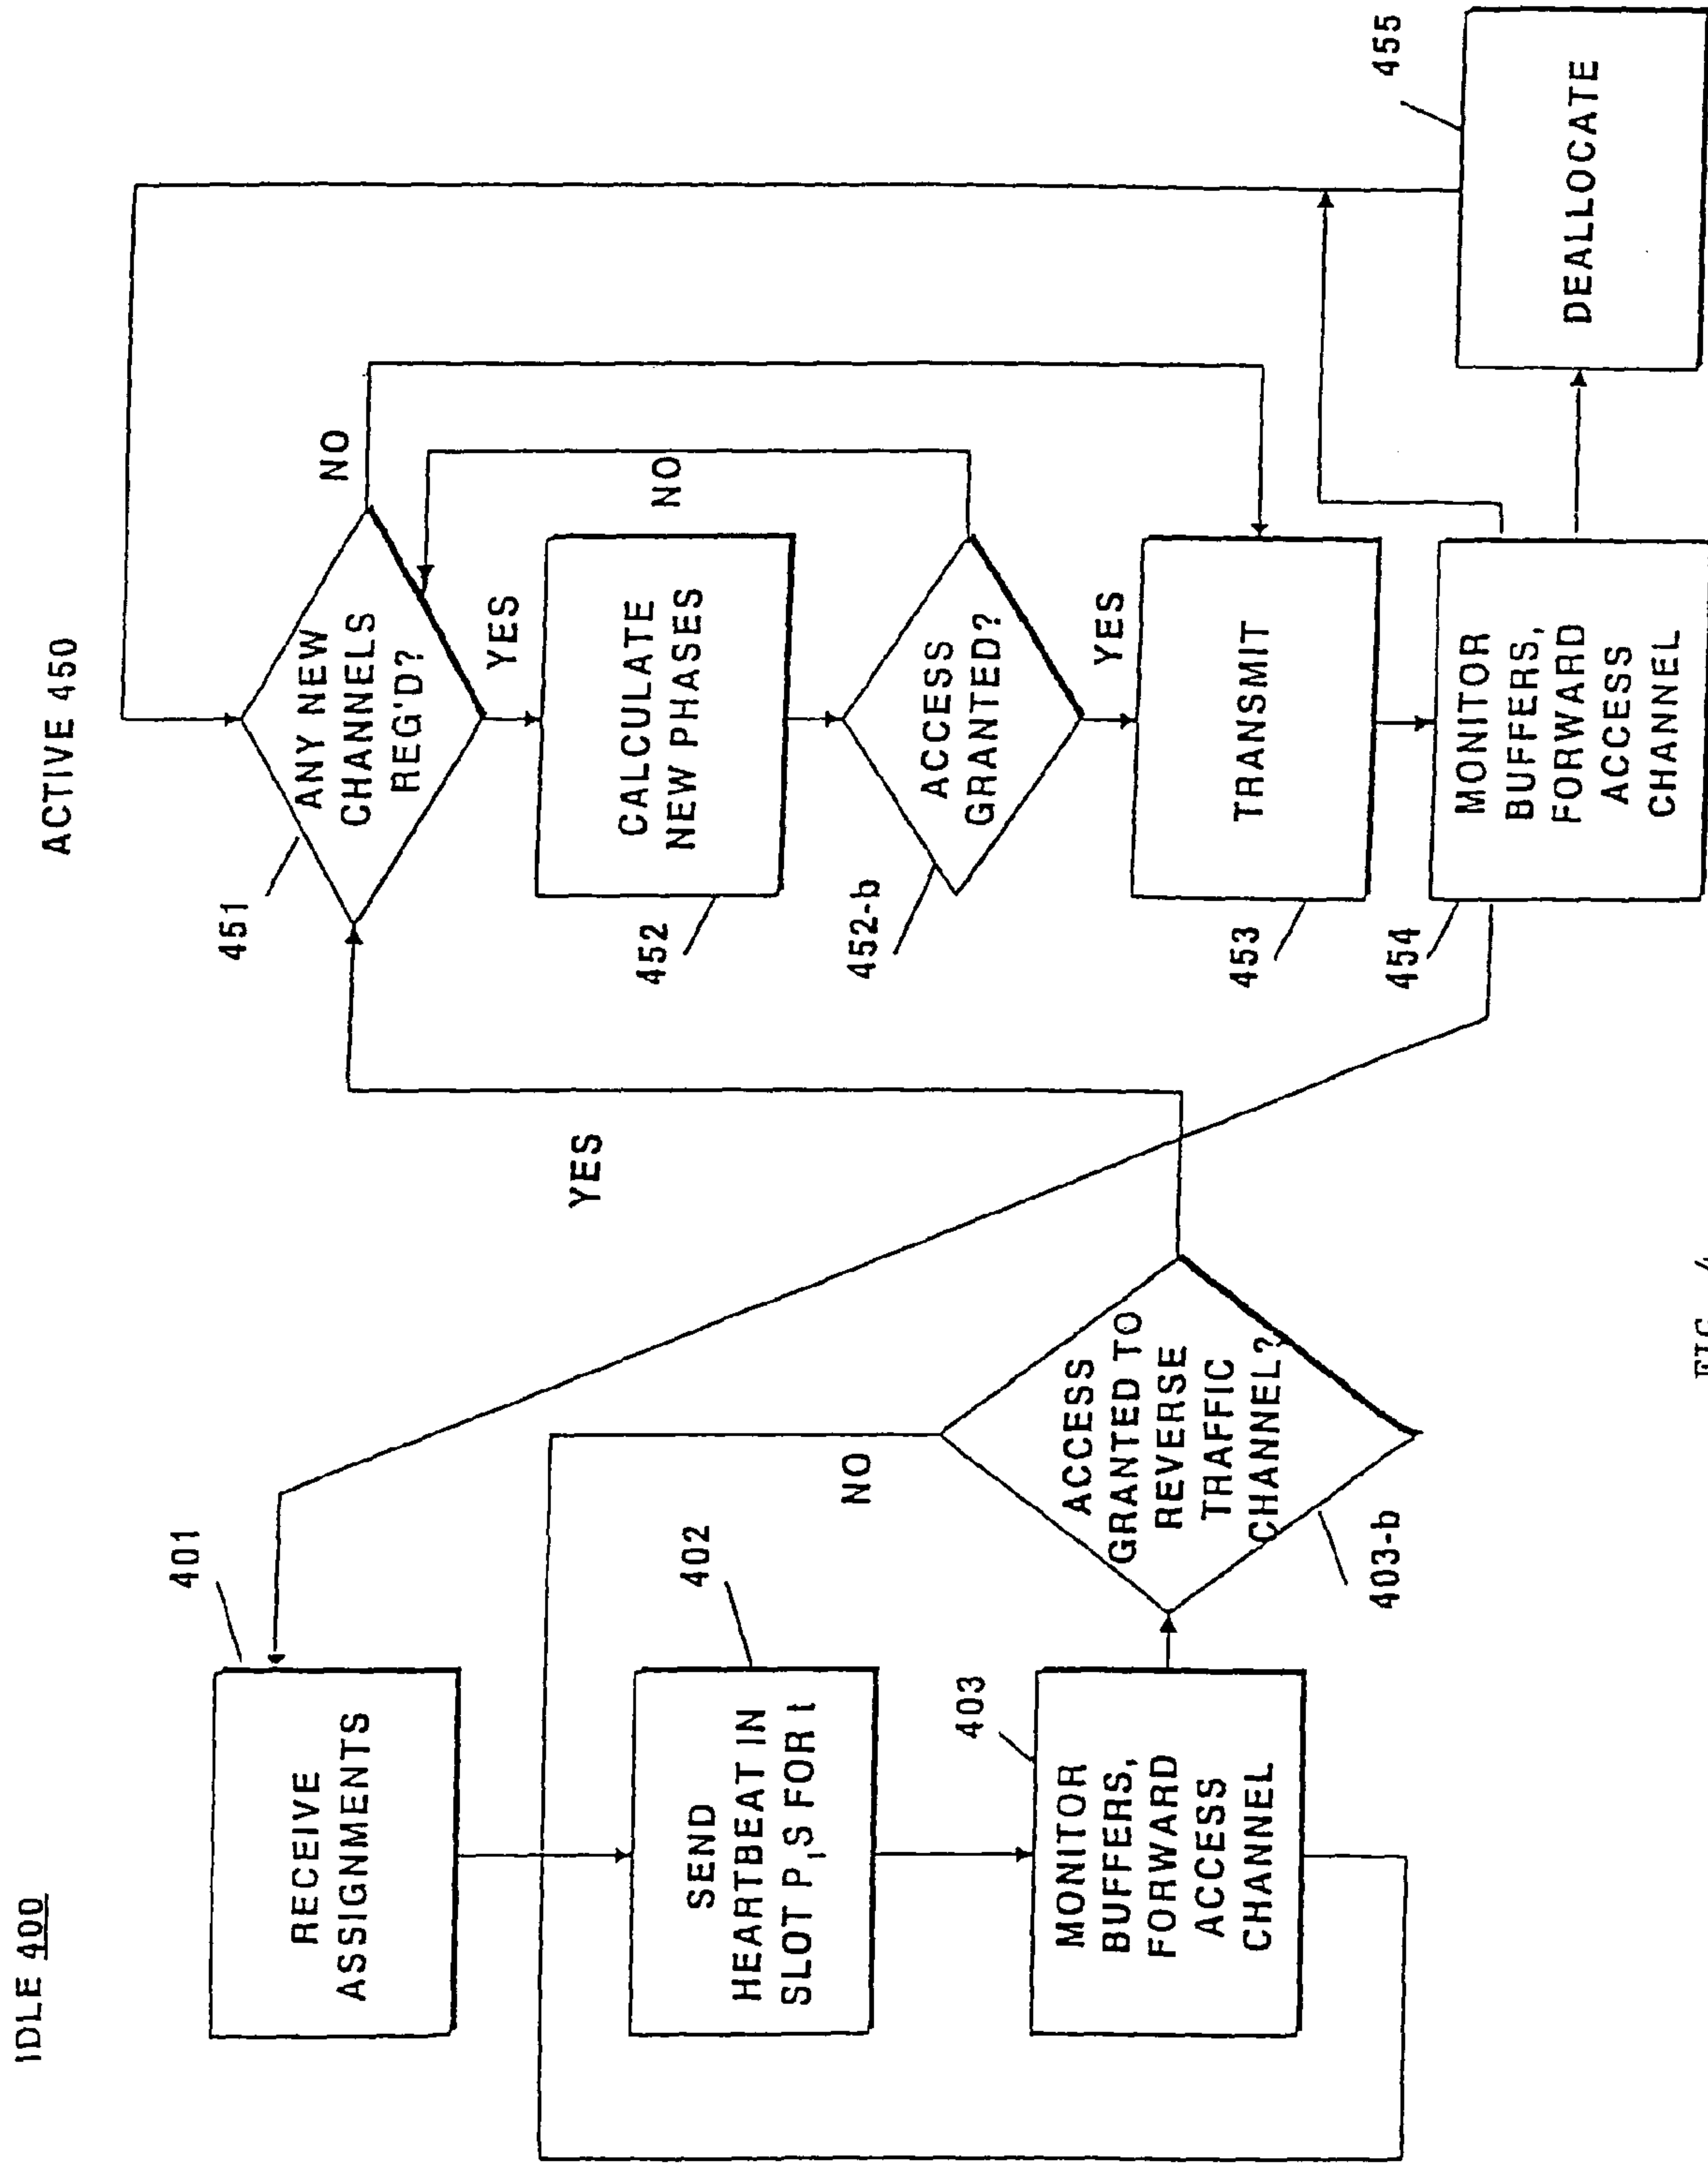 IDLE 400
401
RECEIVE
ASSIGNMENTS
402
SEND
HEARTBEAT IN
SLOT P₁S FOR t
403
MONITOR
BUFFERS,
FORWARD
ACCESS
CHANNEL
ACCESS
GRANTED TO
REVERSE
TRAFFIC
CHANNEL?
403-b
NO
YES
ACTIVE 450
451
ANY NEW
CHANNELS
REG'D?
NO
YES
452
CALCULATE
NEW PHASES
NO
452-b
ACCESS
GRANTED?
YES
453
TRANSMIT
454
MONITOR
BUFFERS,
FORWARD
ACCESS
CHANNEL
455
DEALLOCATE